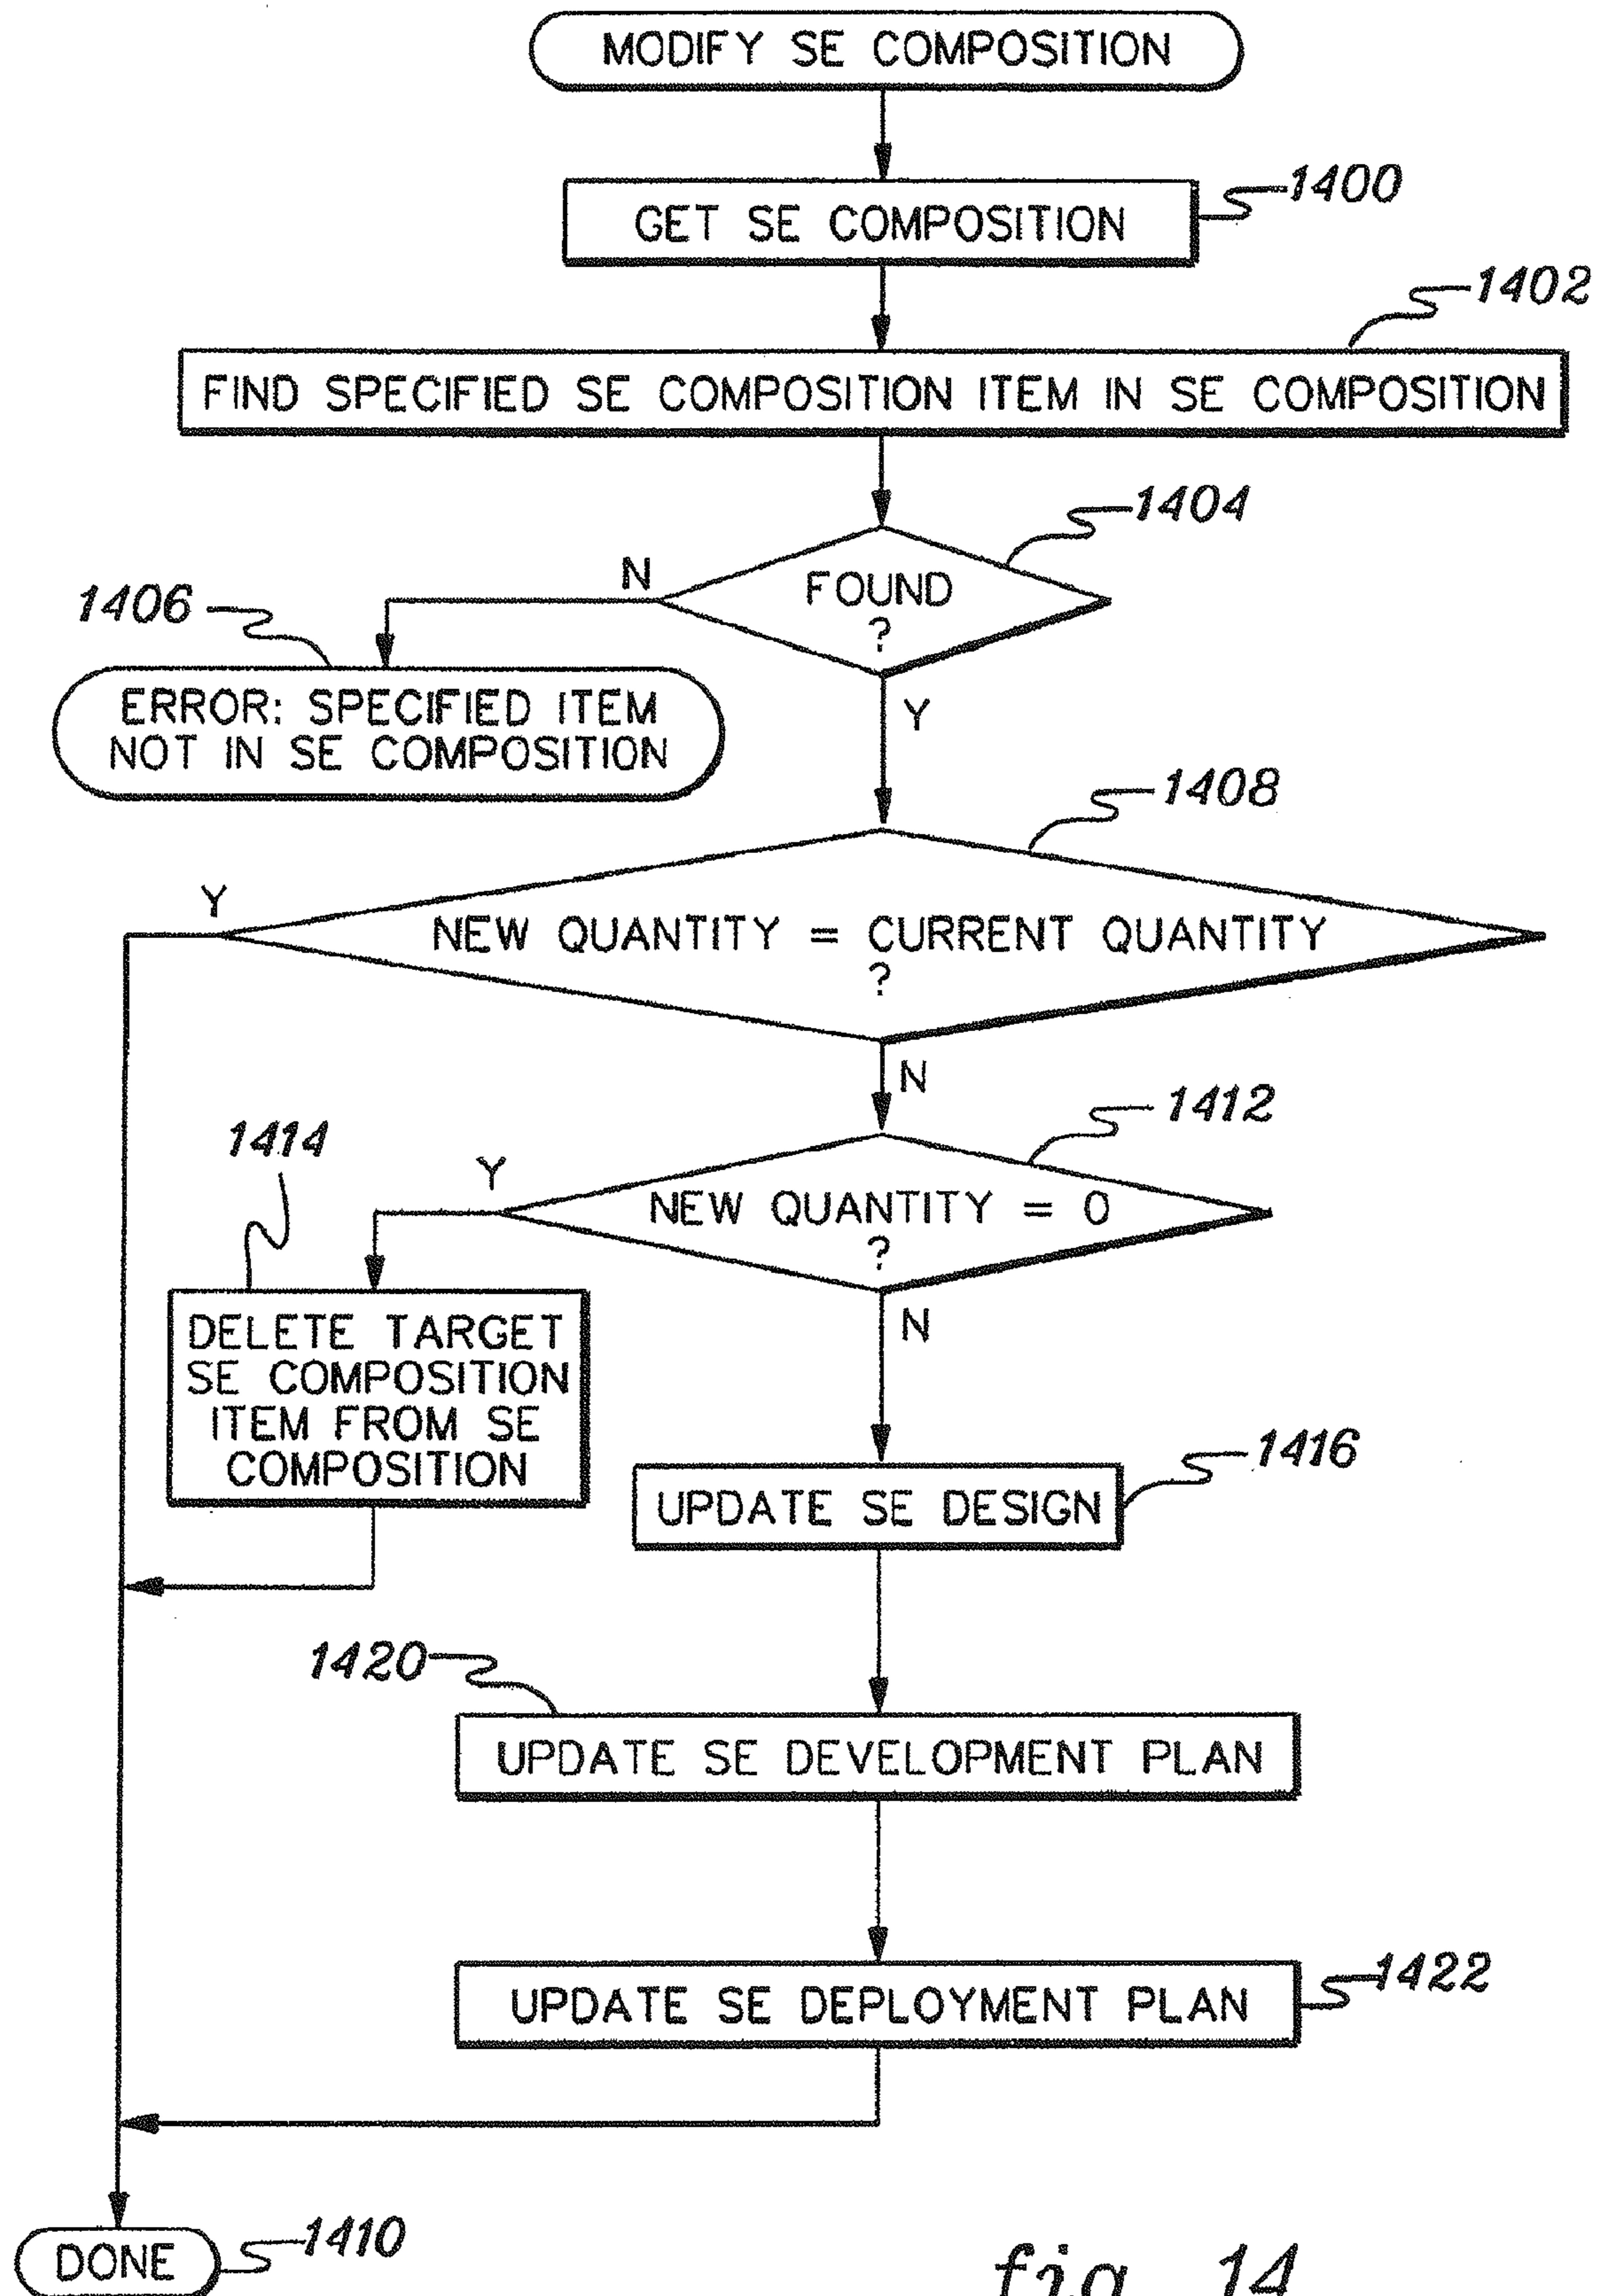 MODIFY SE COMPOSITION
GET SE COMPOSITION
1400
1402
FIND SPECIFIED SE COMPOSITION ITEM IN SE COMPOSITION
1404
N
FOUND
?
1406
ERROR: SPECIFIED ITEM
NOT IN SE COMPOSITION
Y
1408
Y
NEW QUANTITY = CURRENT QUANTITY
?
N
1412
1414
Y
NEW QUANTITY = 0
?
N
DELETE TARGET
SE COMPOSITION
ITEM FROM SE
COMPOSITION
1416
UPDATE SE DESIGN
1420
UPDATE SE DEVELOPMENT PLAN
UPDATE SE DEPLOYMENT PLAN
1422
DONE
1410
fig. 14